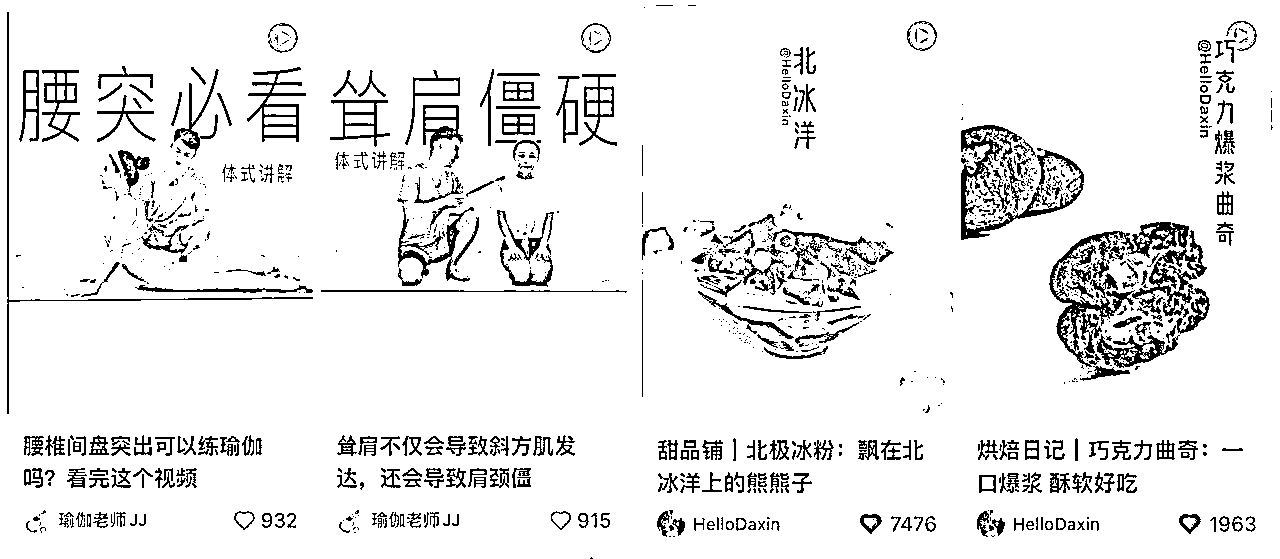 腰突必看
体式讲解
腰椎间盘突出可以练瑜伽
吗？看完这个视频
瑜伽老师JJ
932
耸肩僵硬
体式讲解
耸肩不仅会导致斜方肌发
达，还会导致肩颈僵
瑜伽老师JJ
915
北冰洋
@HelloDaxin
甜品铺｜北极冰粉：飘在北
冰洋上的熊熊子
HelloDaxin
7476
巧克力爆浆曲奇
@HelloDaxin
烘焙日记｜巧克力曲奇：一
口爆浆 酥软好吃
HelloDaxin
1963